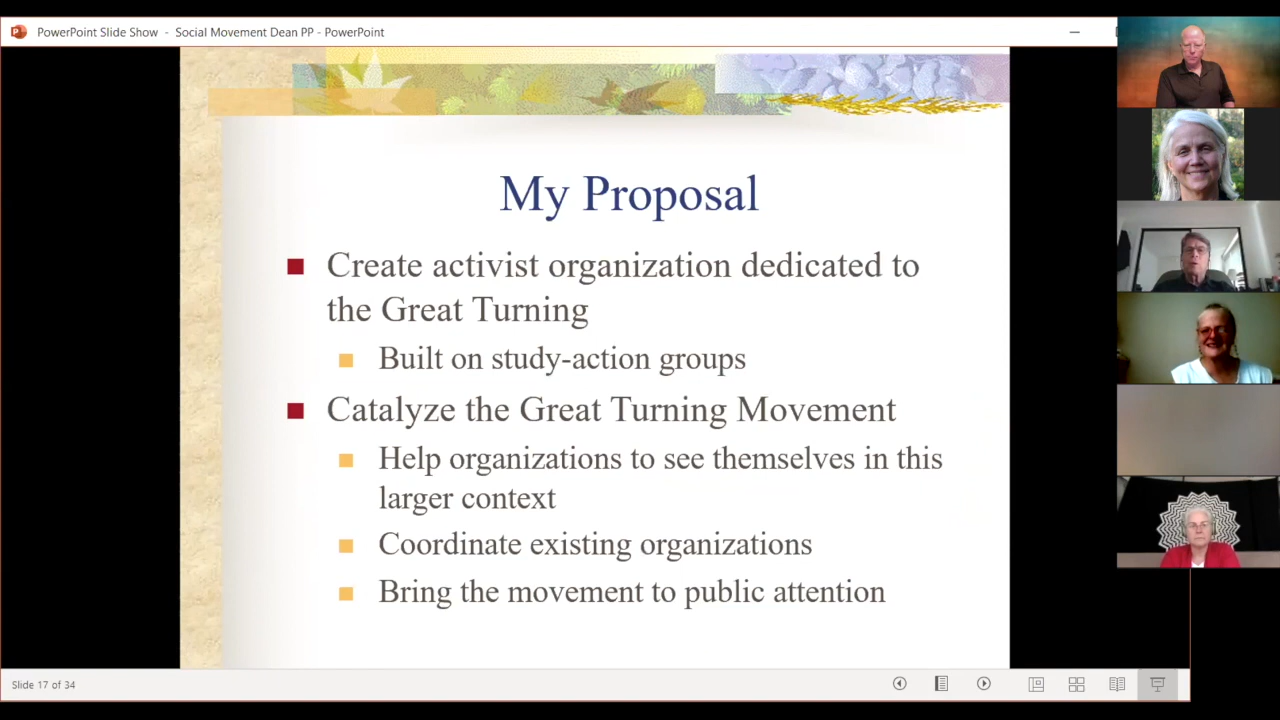 PowerPoint Slide Show - Social Movement Dean PP - PowerPoint
My Proposal
Create activist organization dedicated to
the Great Turning
Built on study-action groups
Catalyze the Great Turning Movement
Help organizations to see themselves in this
larger context
Coordinate existing organizations
Bring the movement to public attention
Slide 17 of 34